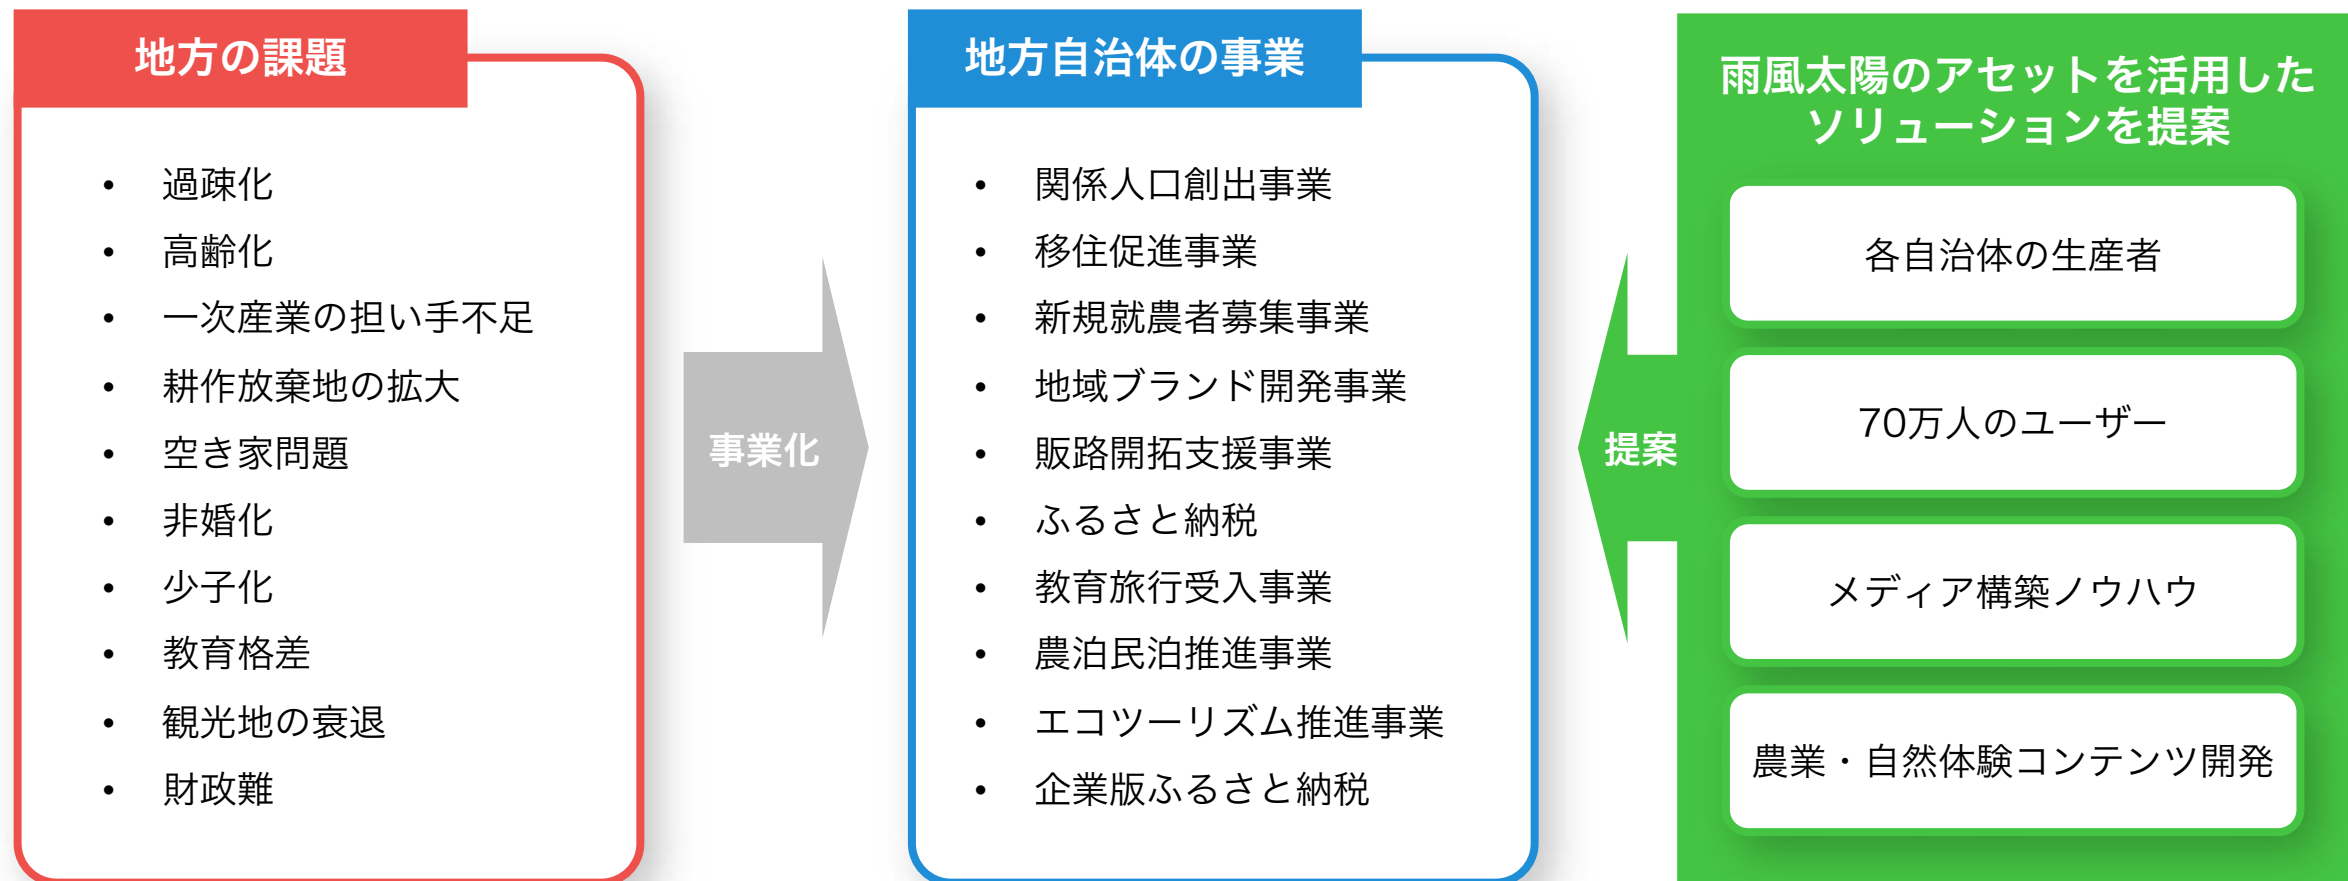 地方の課題
• 過疎化
• 高齢化
• 一次産業の担い手不足
• 耕作放棄地の拡大
• 空き家問題
• 非婚化
• 少子化
• 教育格差
• 観光地の衰退
• 財政難
事業化
地方自治体の事業
• 関係人口創出事業
• 移住促進事業
• 新規就農者募集事業
• 地域ブランド開発事業
• 販路開拓支援事業
• ふるさと納税
• 教育旅行受入事業
• 農泊民泊推進事業
• エコツーリズム推進事業
• 企業版ふるさと納税
提案
雨風太陽のアセットを活用した
ソリューションを提案
各自治体の生産者
70万人のユーザー
メディア構築ノウハウ
農業・自然体験コンテンツ開発